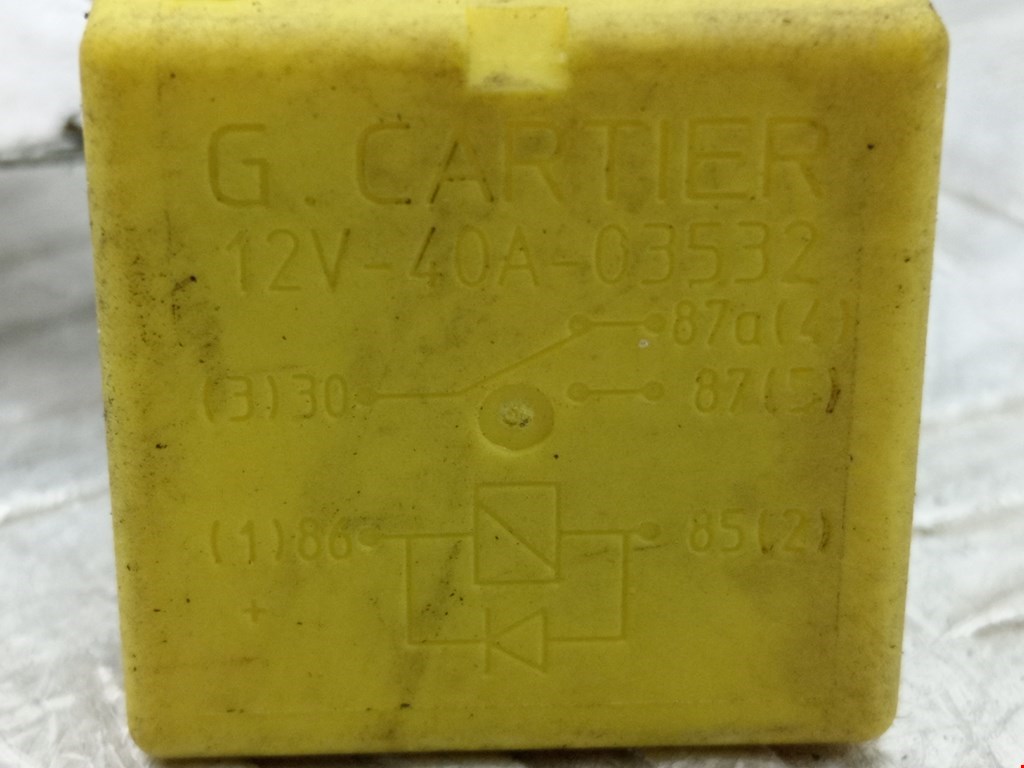 G. CARTIER
12V-40A-03532
87a(4)
(3)30 87(5)
(1)86 85(2)
+